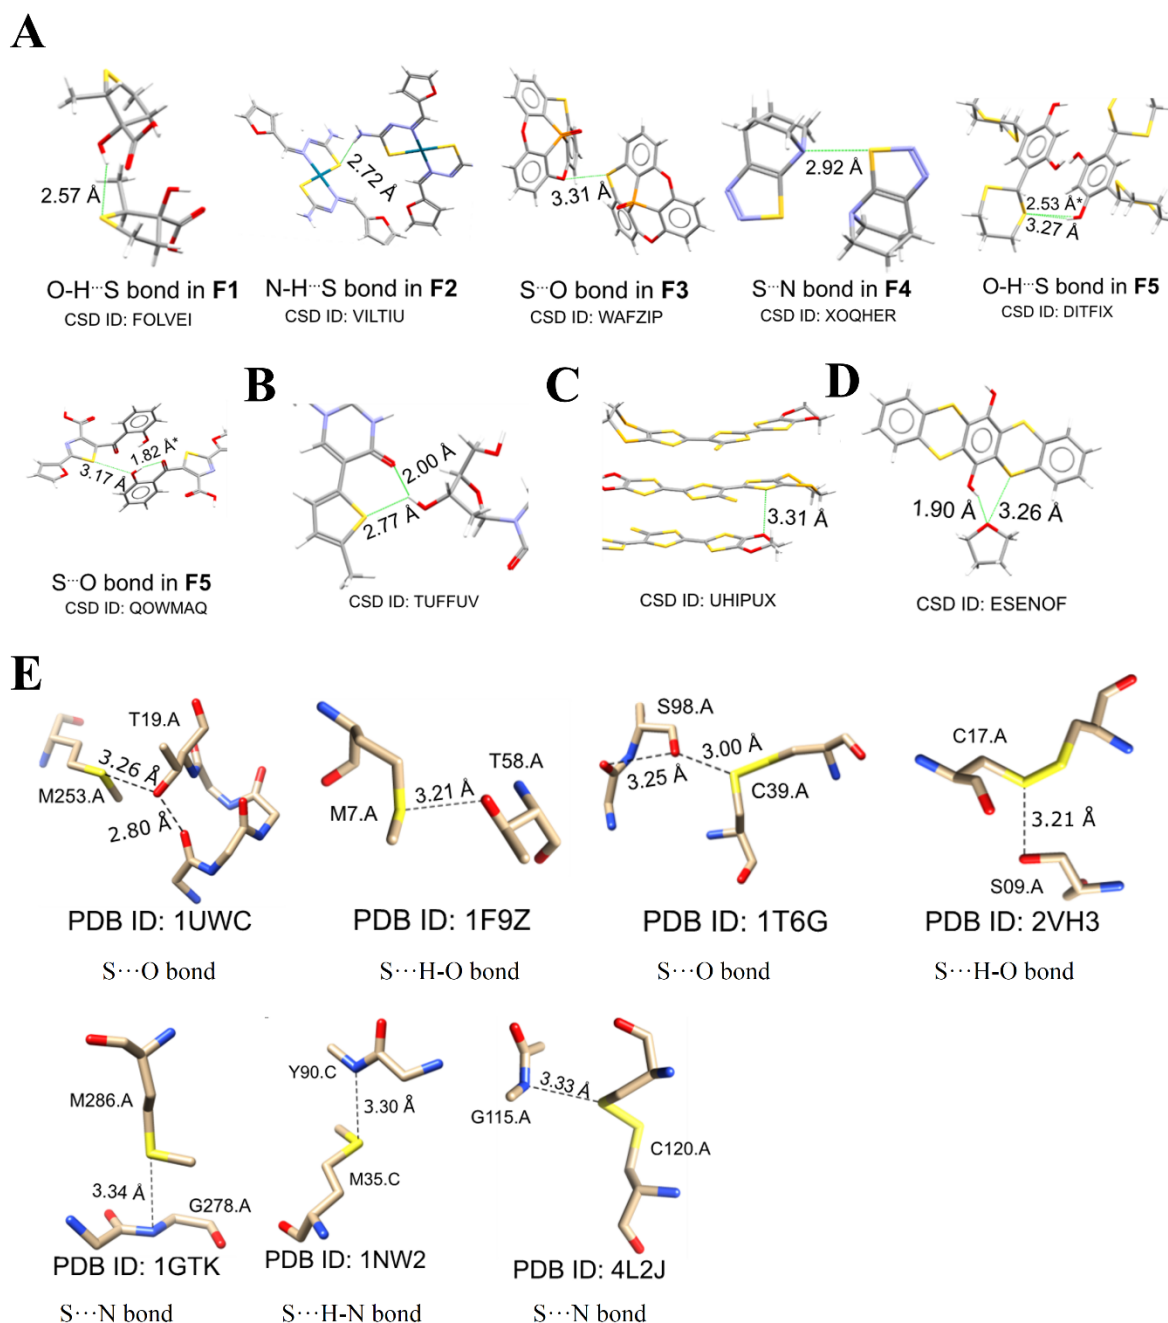 A
2.57 Å
O-H···S bond in F1
CSD ID: FOLVEI
2.72 Å
N-H···S bond in F2
CSD ID: VILTIU
3.31 Å
S···O bond in F3
CSD ID: WAFZIP
2.92 Å
S···N bond in F4
CSD ID: XOQHER
2.53 Å*
3.27 Å
O-H···S bond in F5
CSD ID: DITFIX
1.82 Å*
3.17 Å
S···O bond in F5
CSD ID: QOWMAQ
B
2.00 Å
2.77 Å
CSD ID: TUFFUV
C
3.31 Å
CSD ID: UHIPUX
D
1.90 Å
3.26 Å
CSD ID: ESENOF
E
T19.A
3.26 Å
M253.A
2.80 Å
PDB ID: 1UWC
S···O bond
T58.A
M7.A
3.21 Å
PDB ID: 1F9Z
S···H-O bond
S98.A
3.00 Å
3.25 Å
C39.A
PDB ID: 1T6G
S···O bond
C17.A
3.21 Å
S09.A
PDB ID: 2VH3
S···H-O bond
M286.A
3.34 Å
G278.A
PDB ID: 1GTK
S···N bond
Y90.C
3.30 Å
M35.C
PDB ID: 1NW2
S···H-N bond
3.33 Å
G115.A
C120.A
PDB ID: 4L2J
S···N bond